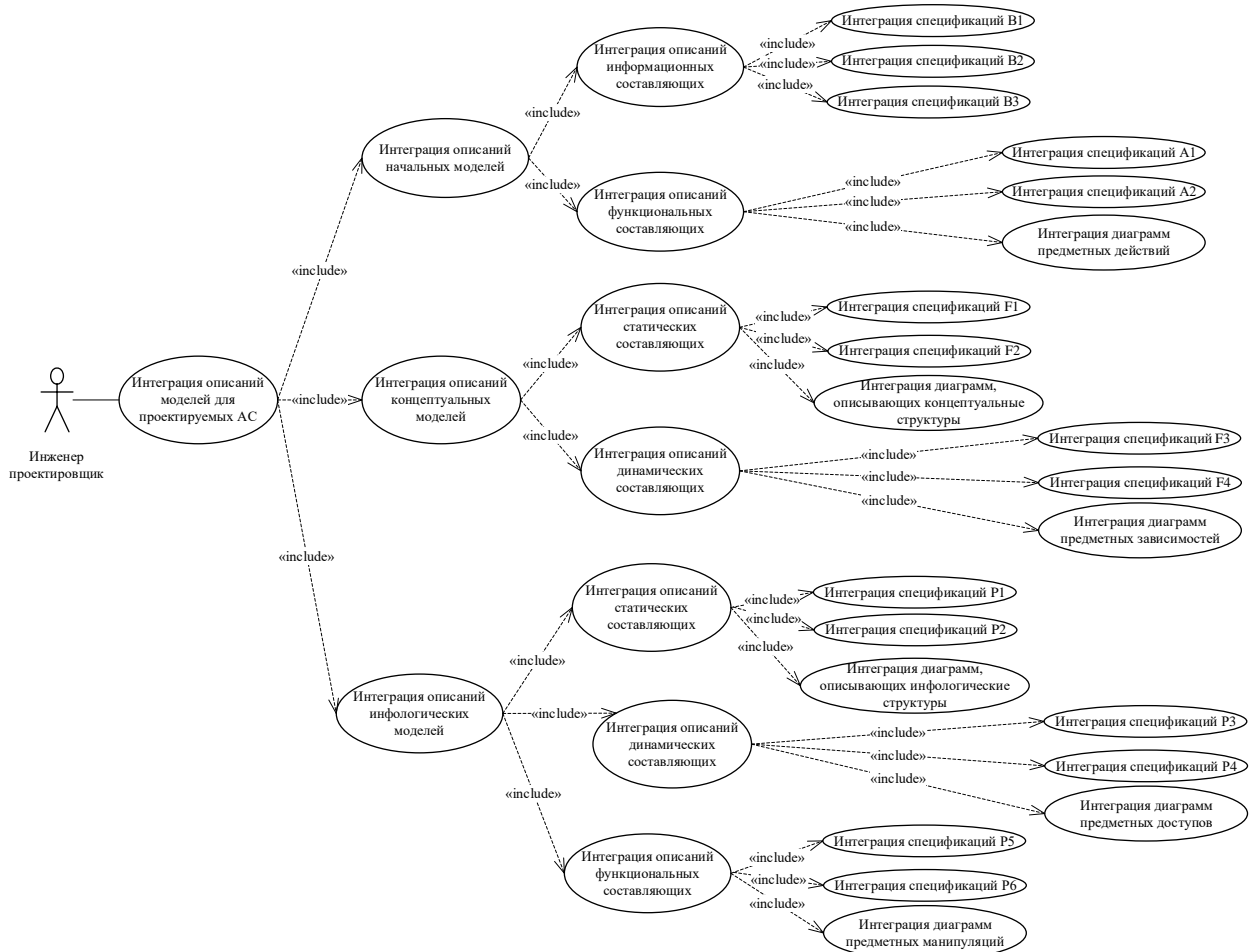 Инженер
проектировщик
Интеграция описаний
моделей для
проектируемых АС
«include»
«include»
«include»
Интеграция описаний
начальных моделей
«include»
«include»
Интеграция описаний
информационных
составляющих
«include»
«include»
«include»
Интеграция спецификаций В1
Интеграция спецификаций В2
Интеграция спецификаций В3
Интеграция описаний
функциональных
составляющих
«include»
«include»
«include»
Интеграция спецификаций А1
Интеграция спецификаций А2
Интеграция диаграмм
предметных действий
Интеграция описаний
концептуальных
моделей
«include»
«include»
Интеграция описаний
статических
составляющих
«include»
«include»
«include»
Интеграция спецификаций F1
Интеграция спецификаций F2
Интеграция диаграмм,
описывающих концептуальные
структуры
Интеграция описаний
динамических
составляющих
«include»
«include»
«include»
Интеграция спецификаций F3
Интеграция спецификаций F4
Интеграция диаграмм
предметных зависимостей
Интеграция описаний
инфологических
моделей
«include»
«include»
«include»
Интеграция описаний
статических
составляющих
«include»
«include»
«include»
Интеграция спецификаций P1
Интеграция спецификаций P2
Интеграция диаграмм,
описывающих инфологические
структуры
Интеграция описаний
динамических
составляющих
«include»
«include»
«include»
Интеграция спецификаций P3
Интеграция спецификаций P4
Интеграция диаграмм
предметных доступов
Интеграция описаний
функциональных
составляющих
«include»
«include»
«include»
Интеграция спецификаций P5
Интеграция спецификаций P6
Интеграция диаграмм
предметных манипуляций